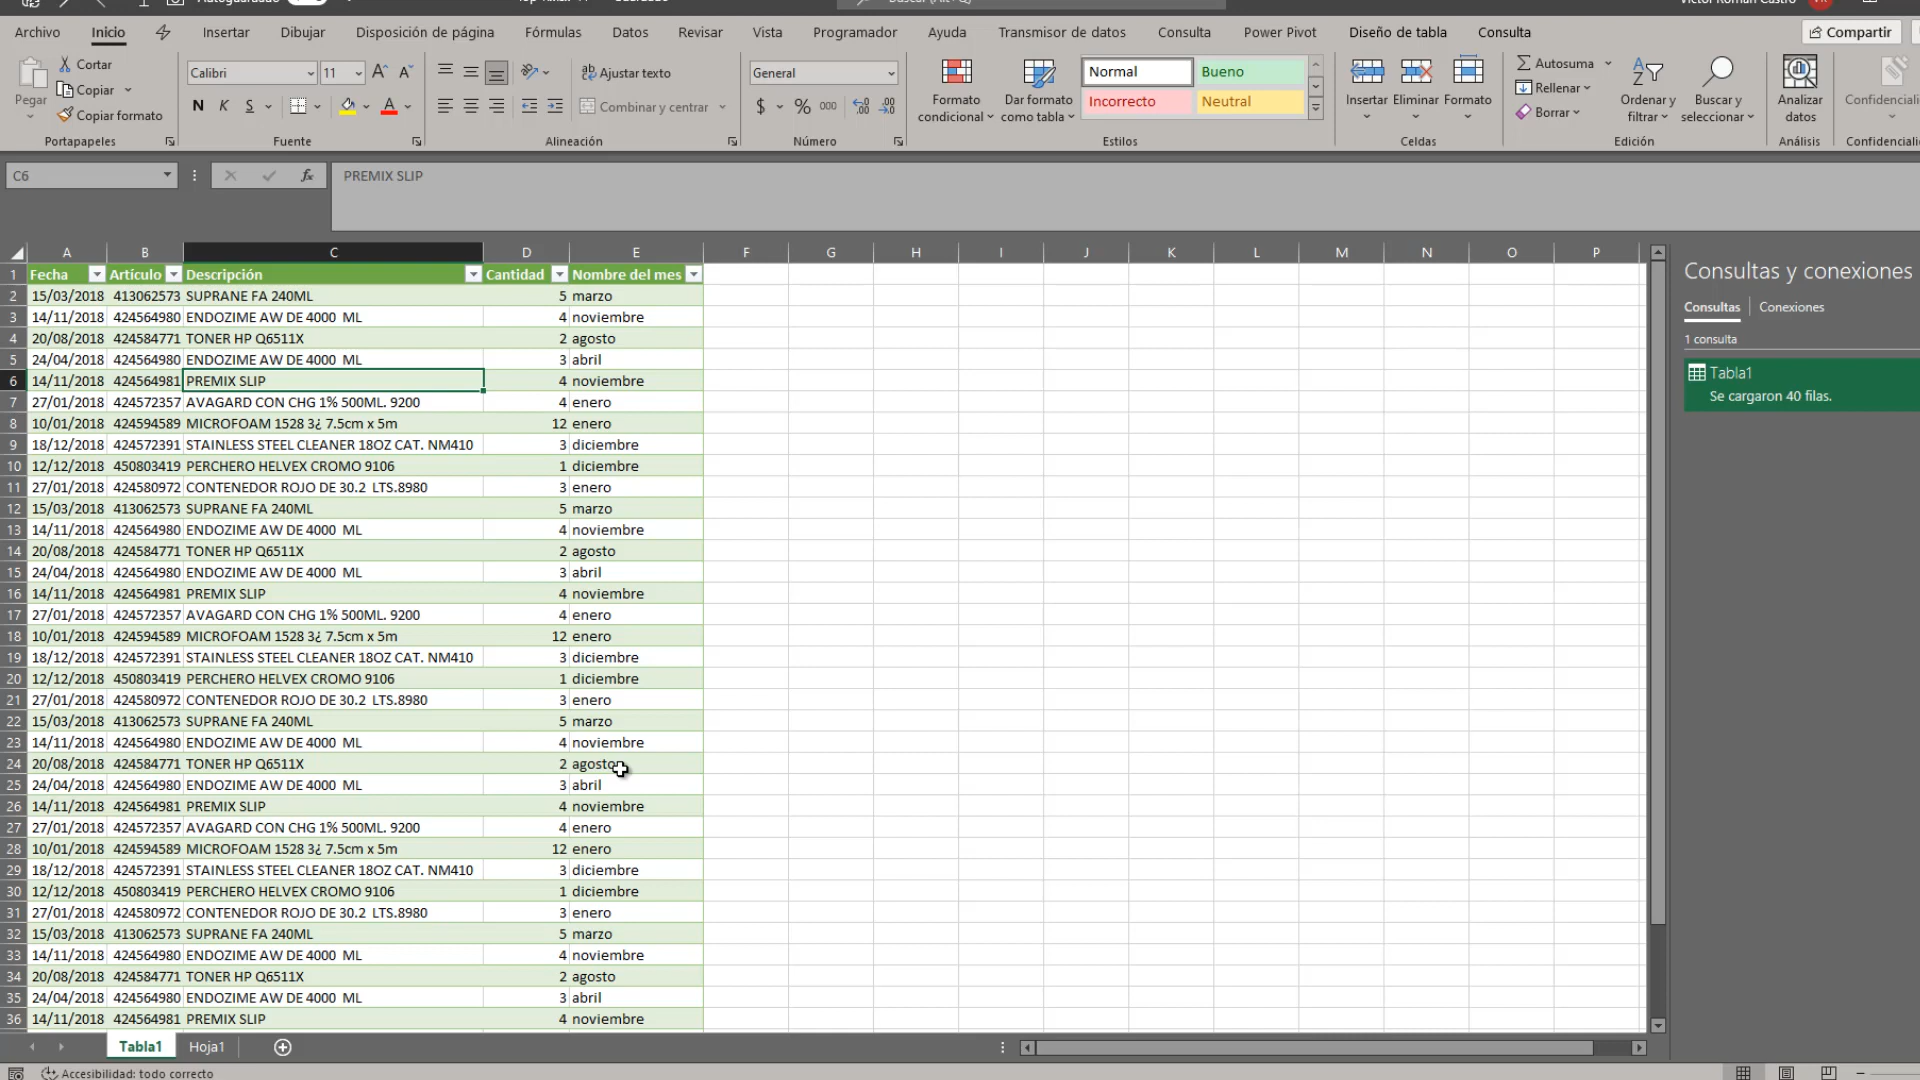 Archivo Inicio Insertar Dibujar Disposición de página Fórmulas Datos Revisar Vista Programador Ayuda Transmisor de datos Consulta Power Pivot Diseño de tabla Consulta Compartir
Pegar Cortar Copiar Copiar formato Portapapeles
Calibri 11 N K S Fuente
Ajustar texto Combinar y centrar Alineación
General $ % 000 Número
Formato condicional Dar formato como tabla Normal Bueno Incorrecto Neutral Estilos
Insertar Eliminar Formato Celdas
Autosuma Rellenar Borrar Ordenar y filtrar Buscar y seleccionar Edición
Analizar datos Análisis
C6 fx PREMIX SLIP
A B C D E F G H I J K L M N O P
1 Fecha Artículo Descripción Cantidad Nombre del mes
2 15/03/2018 413062573 SUPRANE FA 240ML 5 marzo
3 14/11/2018 424564980 ENDOZIME AW DE 4000 ML 4 noviembre
4 20/08/2018 424584771 TONER HP Q6511X 2 agosto
5 24/04/2018 424564980 ENDOZIME AW DE 4000 ML 3 abril
6 14/11/2018 424564981 PREMIX SLIP 4 noviembre
7 27/01/2018 424572357 AVAGARD CON CHG 1% 500ML. 9200 4 enero
8 10/01/2018 424594589 MICROFOAM 1528 3¿ 7.5cm x 5m 12 enero
9 18/12/2018 424572391 STAINLESS STEEL CLEANER 18OZ CAT. NM410 3 diciembre
10 12/12/2018 450803419 PERCHERO HELVEX CROMO 9106 1 diciembre
11 27/01/2018 424580972 CONTENEDOR ROJO DE 30.2 LTS.8980 3 enero
12 15/03/2018 413062573 SUPRANE FA 240ML 5 marzo
13 14/11/2018 424564980 ENDOZIME AW DE 4000 ML 4 noviembre
14 20/08/2018 424584771 TONER HP Q6511X 2 agosto
15 24/04/2018 424564980 ENDOZIME AW DE 4000 ML 3 abril
16 14/11/2018 424564981 PREMIX SLIP 4 noviembre
17 27/01/2018 424572357 AVAGARD CON CHG 1% 500ML. 9200 4 enero
18 10/01/2018 424594589 MICROFOAM 1528 3¿ 7.5cm x 5m 12 enero
19 18/12/2018 424572391 STAINLESS STEEL CLEANER 18OZ CAT. NM410 3 diciembre
20 12/12/2018 450803419 PERCHERO HELVEX CROMO 9106 1 diciembre
21 27/01/2018 424580972 CONTENEDOR ROJO DE 30.2 LTS.8980 3 enero
22 15/03/2018 413062573 SUPRANE FA 240ML 5 marzo
23 14/11/2018 424564980 ENDOZIME AW DE 4000 ML 4 noviembre
24 20/08/2018 424584771 TONER HP Q6511X 2 agosto
25 24/04/2018 424564980 ENDOZIME AW DE 4000 ML 3 abril
26 14/11/2018 424564981 PREMIX SLIP 4 noviembre
27 27/01/2018 424572357 AVAGARD CON CHG 1% 500ML. 9200 4 enero
28 10/01/2018 424594589 MICROFOAM 1528 3¿ 7.5cm x 5m 12 enero
29 18/12/2018 424572391 STAINLESS STEEL CLEANER 18OZ CAT. NM410 3 diciembre
30 12/12/2018 450803419 PERCHERO HELVEX CROMO 9106 1 diciembre
31 27/01/2018 424580972 CONTENEDOR ROJO DE 30.2 LTS.8980 3 enero
32 15/03/2018 413062573 SUPRANE FA 240ML 5 marzo
33 14/11/2018 424564980 ENDOZIME AW DE 4000 ML 4 noviembre
34 20/08/2018 424584771 TONER HP Q6511X 2 agosto
35 24/04/2018 424564980 ENDOZIME AW DE 4000 ML 3 abril
36 14/11/2018 424564981 PREMIX SLIP 4 noviembre
Consultas y conexiones
Consultas Conexiones
1 consulta
Tabla1
Se cargaron 40 filas.
Tabla1 Hoja1
Accesibilidad: todo correcto